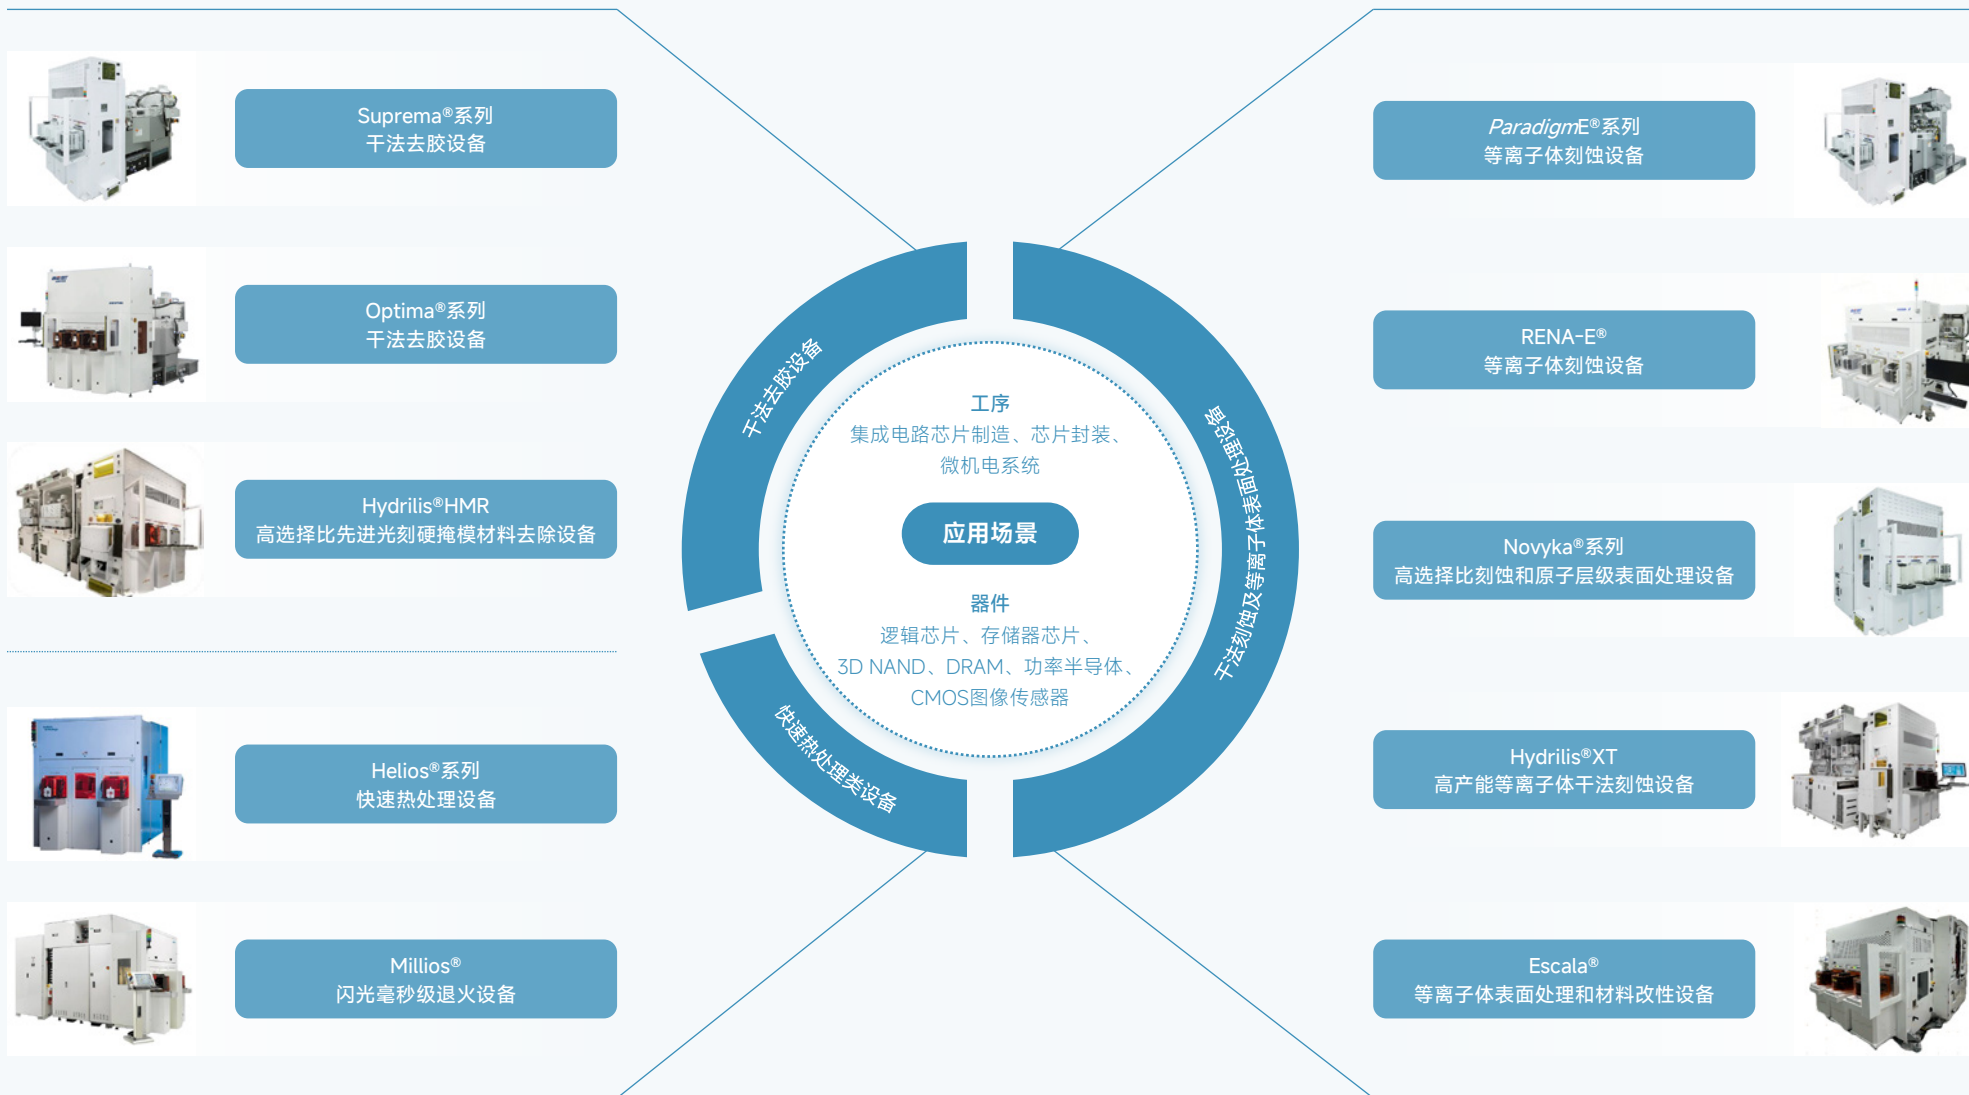 Suprema®系列
干法去胶设备
Optima®系列
干法去胶设备
Hydrilis®HMR
高选择比先进光刻硬掩模材料去除设备
Helios®系列
快速热处理设备
Millios®
闪光毫秒级退火设备
干法去胶设备
快速热处理类设备
工序
集成电路芯片制造、芯片封装、
微机电系统
应用场景
器件
逻辑芯片、存储器芯片、
3D NAND、DRAM、功率半导体、
CMOS图像传感器
干法刻蚀及等离子体表面处理设备
ParadigmE®系列
等离子体刻蚀设备
RENA-E®
等离子体刻蚀设备
Novyka®系列
高选择比刻蚀和原子层级表面处理设备
Hydrilis®XT
高产能等离子体干法刻蚀设备
Escala®
等离子体表面处理和材料改性设备